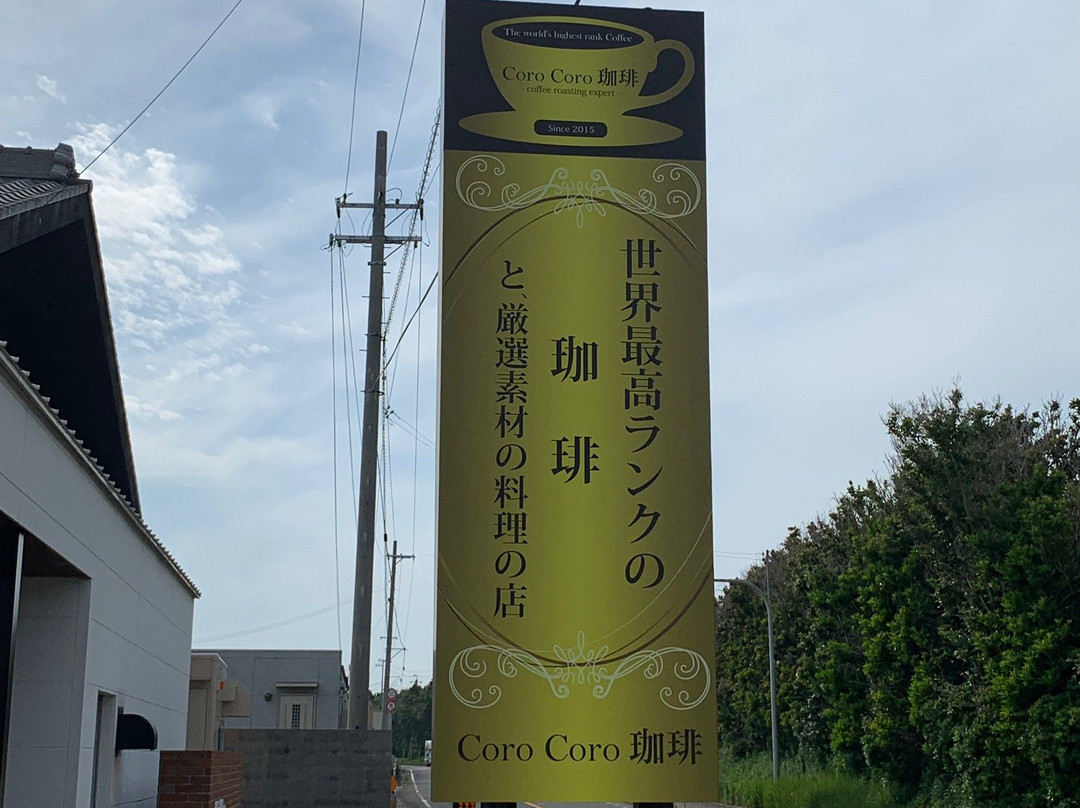 The world's highest rank Coffee
Coro Coro 珈琲
coffee roasting expert
Since 2015
世界最高ランクの
珈琲
と、厳選素材の料理の店
Coro Coro 珈琲